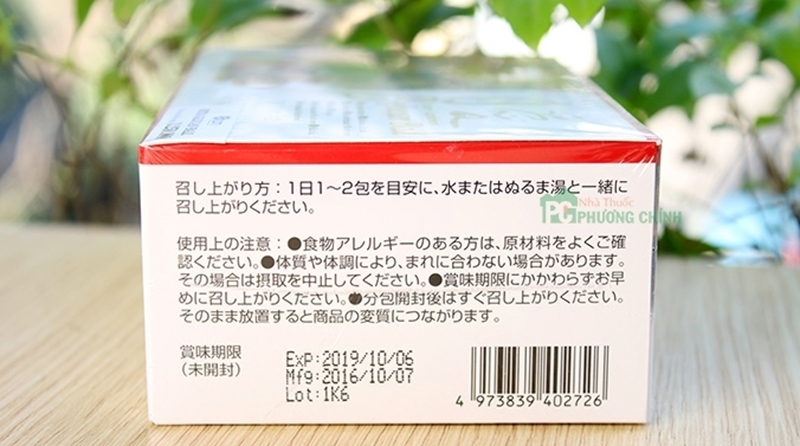 召し上がり方：1日1〜2包を目安に、水またはぬるま湯と一緒に
召し上がりください。
Nhà Thuốc
PC PHƯƠNG CHÍNH
使用上の注意：●食物アレルギーのある方は、原材料をよくご確
認ください。●体質や体調により、まれに合わない場合があります。
その場合は摂取を中止してください。●賞味期限にかかわらずお早
めに召し上がりください。●分包開封後はすぐ召し上がりください。
そのまま放置すると商品の変質につながります。
賞味期限
（未開封）
Exp:2019/10/06
Mfg:2016/10/07
Lot:1K6
4 973839 402726